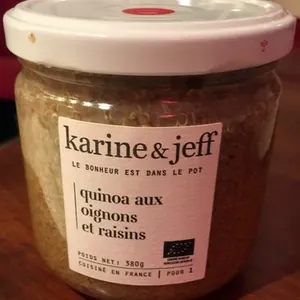 karine & jeff
LE BONHEUR EST DANS LE POT
quinoa aux
oignons
et raisins
POIDS NET: 380g
CUISINÉ EN FRANCE | POUR 1